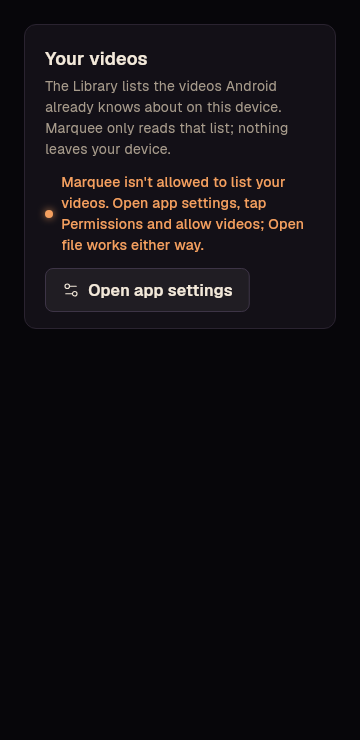 Your videos
The Library lists the videos Android
already knows about on this device.
Marquee only reads that list; nothing
leaves your device.
Marquee isn't allowed to list your
videos. Open app settings, tap
Permissions and allow videos; Open
file works either way.
Open app settings